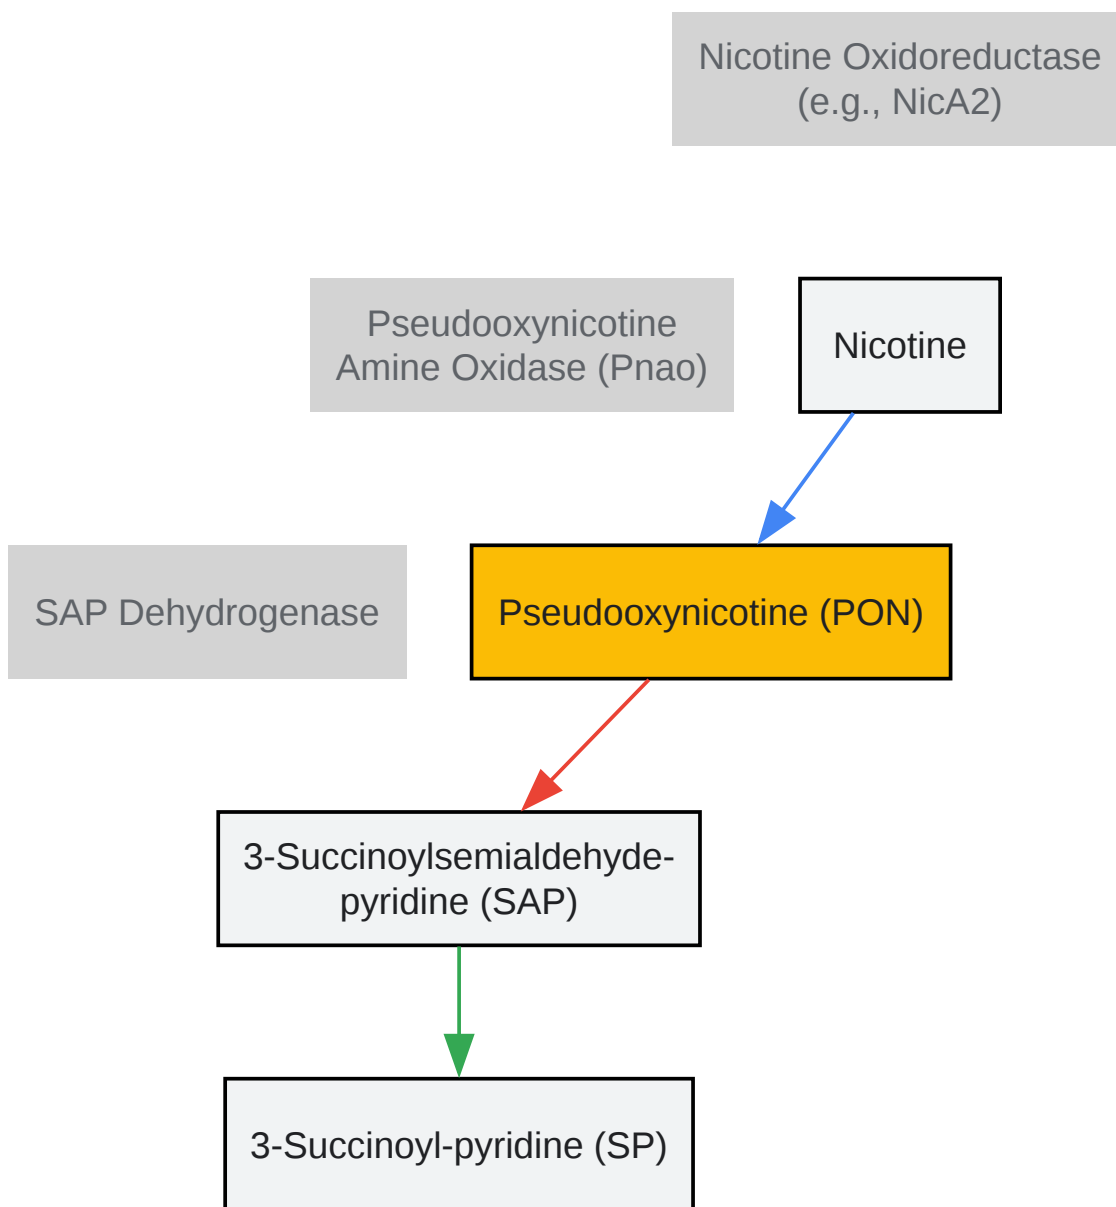 Nicotine Oxidoreductase
(e.g., NicA2)
Pseudooxynicotine
Amine Oxidase (Pnao)
Nicotine
SAP Dehydrogenase
Pseudooxynicotine (PON)
3-Succinoylsemialdehyde-
pyridine (SAP)
3-Succinoyl-pyridine (SP)